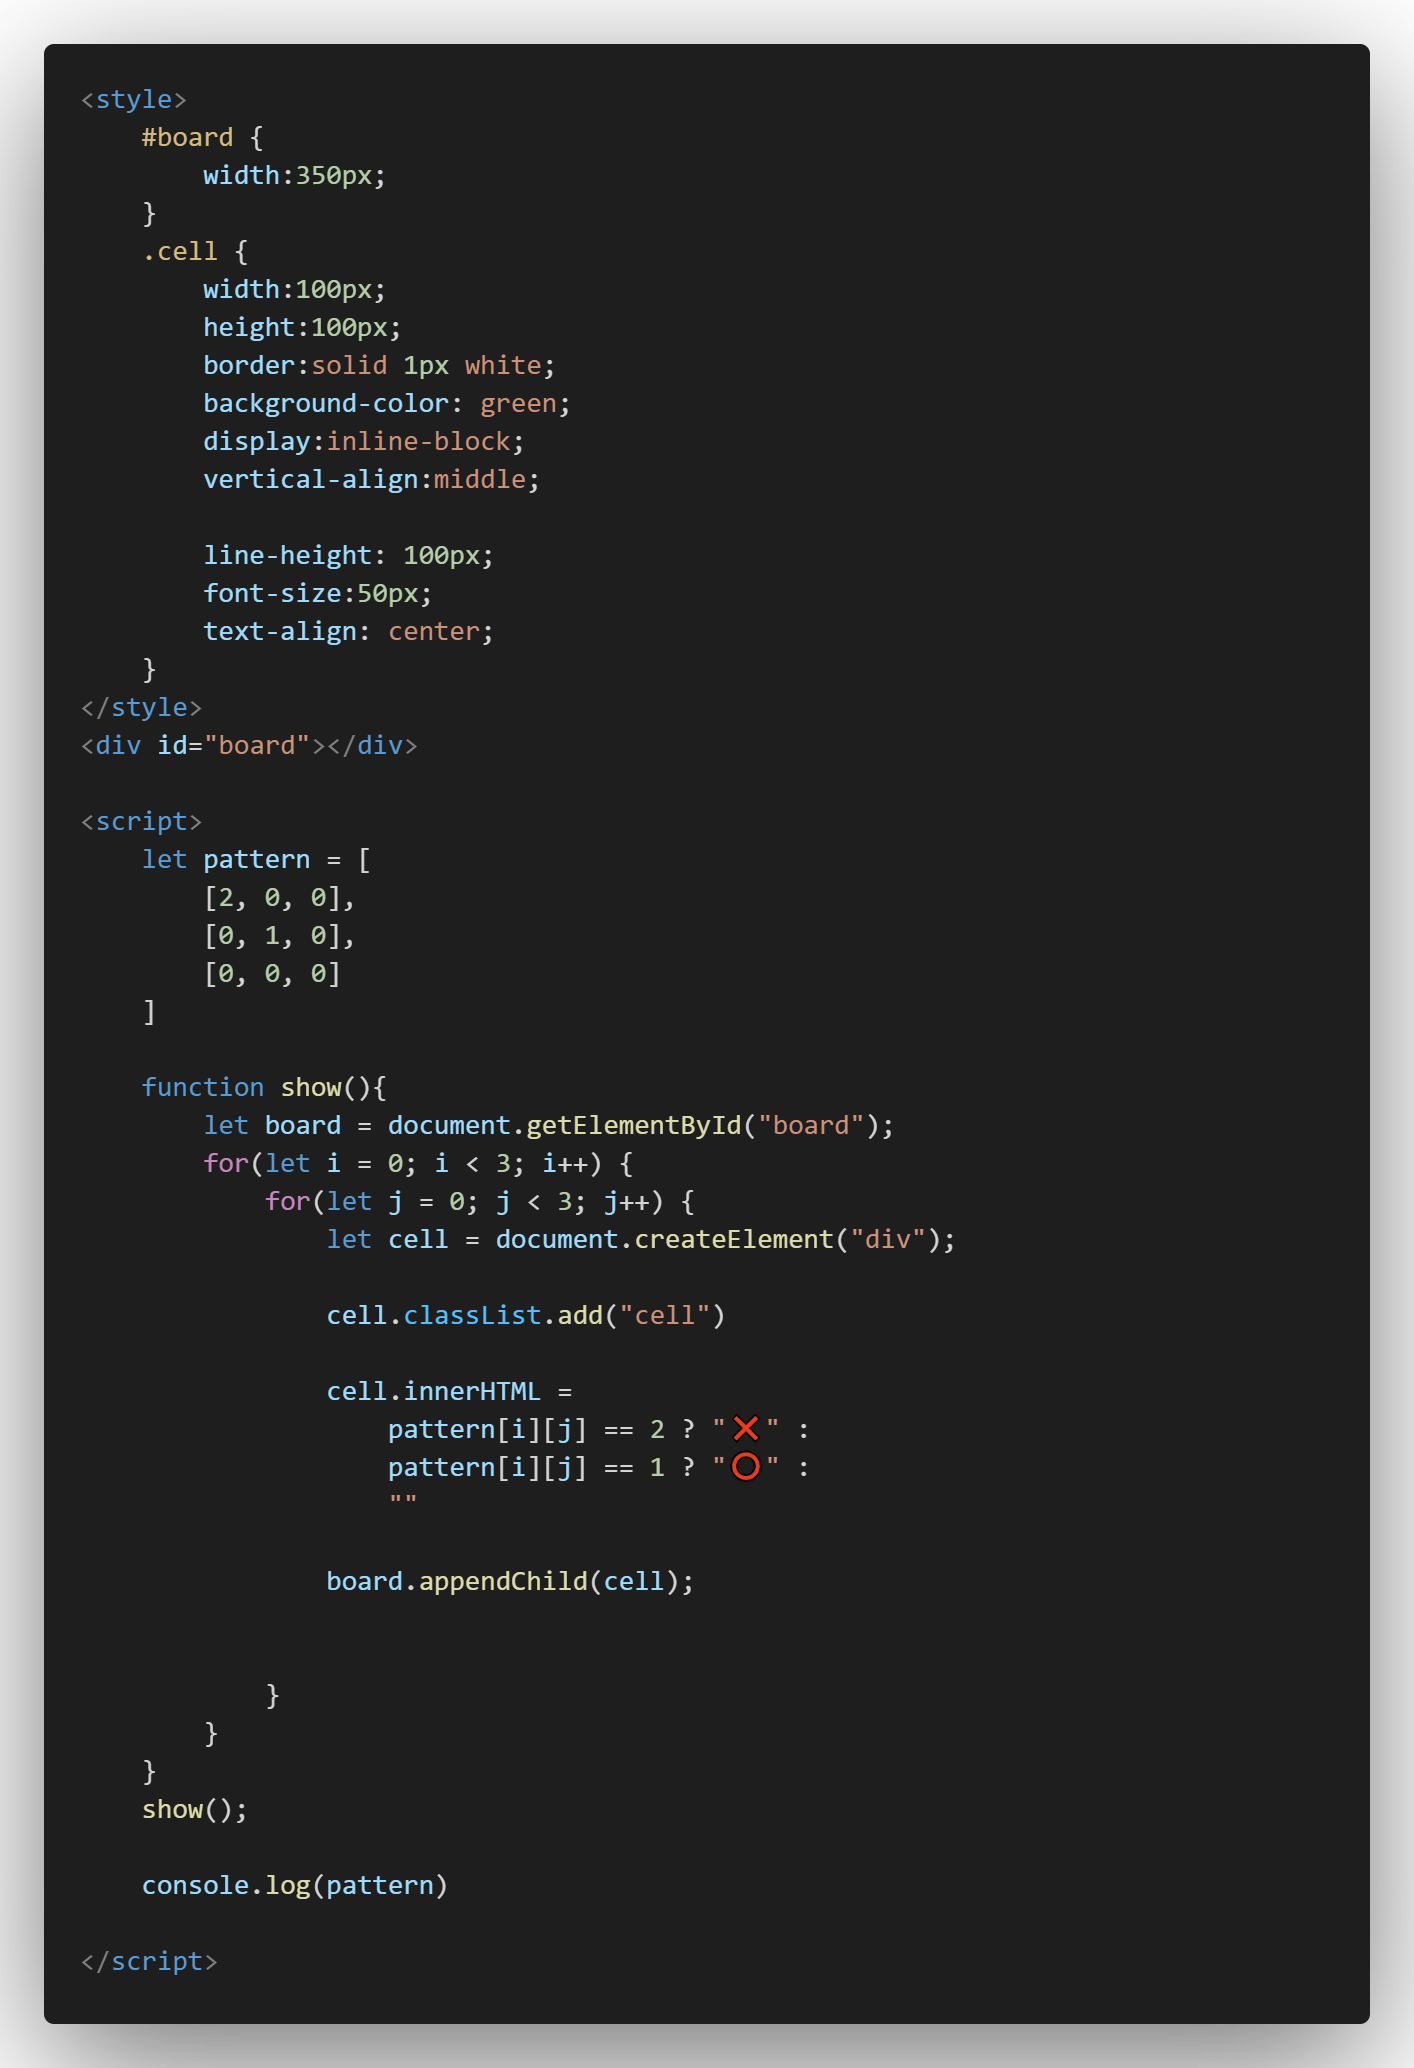 <style>
    #board {
        width:350px;
    }
    .cell {
        width:100px;
        height:100px;
        border:solid 1px white;
        background-color: green;
        display:inline-block;
        vertical-align:middle;

        line-height: 100px;
        font-size:50px;
        text-align: center;
    }
</style>
<div id="board"></div>

<script>
    let pattern = [
        [2, 0, 0],
        [0, 1, 0],
        [0, 0, 0]
    ]

    function show(){
        let board = document.getElementById("board");
        for(let i = 0; i < 3; i++) {
            for(let j = 0; j < 3; j++) {
                let cell = document.createElement("div");

                cell.classList.add("cell")

                cell.innerHTML =
                    pattern[i][j] == 2 ? "❌" :
                    pattern[i][j] == 1 ? "⭕" :
                    ""

                board.appendChild(cell);


            }
        }
    }
    show();

    console.log(pattern)

</script>